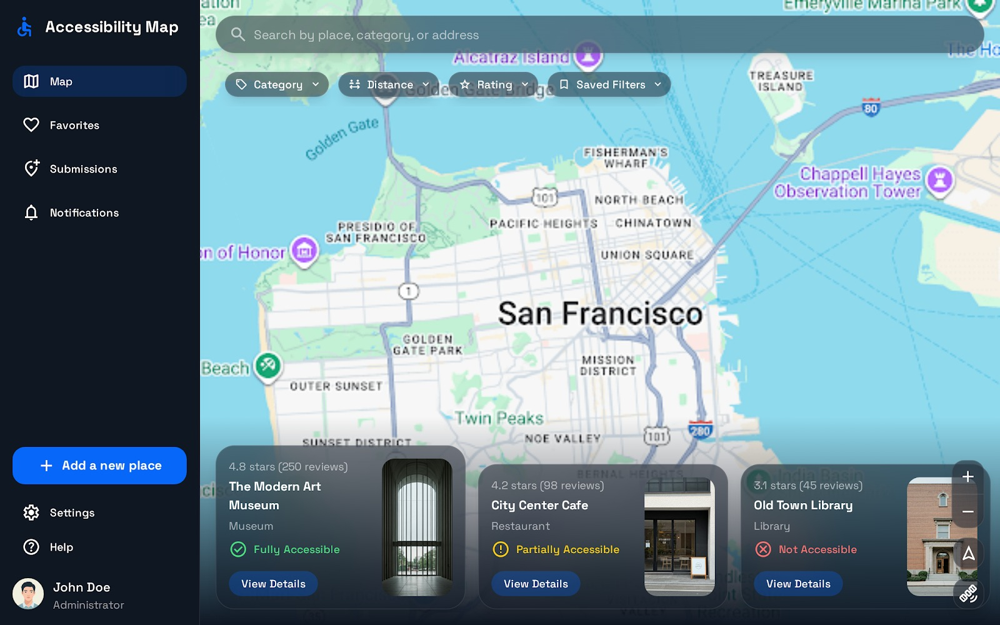 Accessibility Map
Map
Favorites
Submissions
Notifications
Add a new place
Settings
Help
John Doe
Administrator
Search by place, category, or address
Category
Distance
Rating
Saved Filters
Emeryville Marina Park
Alcatraz Island
The Ho
Golden Gate Bridge
TREASURE
ISLAND
80
Golden Gate
FISHERMAN'S
WHARF
Chappell Hayes
Observation Tower
101
NORTH BEACH
PACIFIC HEIGHTS
CHINATOWN
PRESIDIO OF
SAN FRANCISCO
on of Honor
UNION SQUARE
1
San Francisco
GOLDEN
GATE PARK
Beach
MISSION
DISTRICT
OUTER SUNSET
Twin Peaks
NOE VALLEY
101
280
SUNSET DISTRICT
BERNAL HEIGHTS
India Basin
4.8 stars (250 reviews)
The Modern Art
Museum
Museum
Fully Accessible
View Details
4.2 stars (98 reviews)
City Center Cafe
Restaurant
Partially Accessible
View Details
3.1 stars (45 reviews)
Old Town Library
Library
Not Accessible
View Details
VALLEY
Recreation